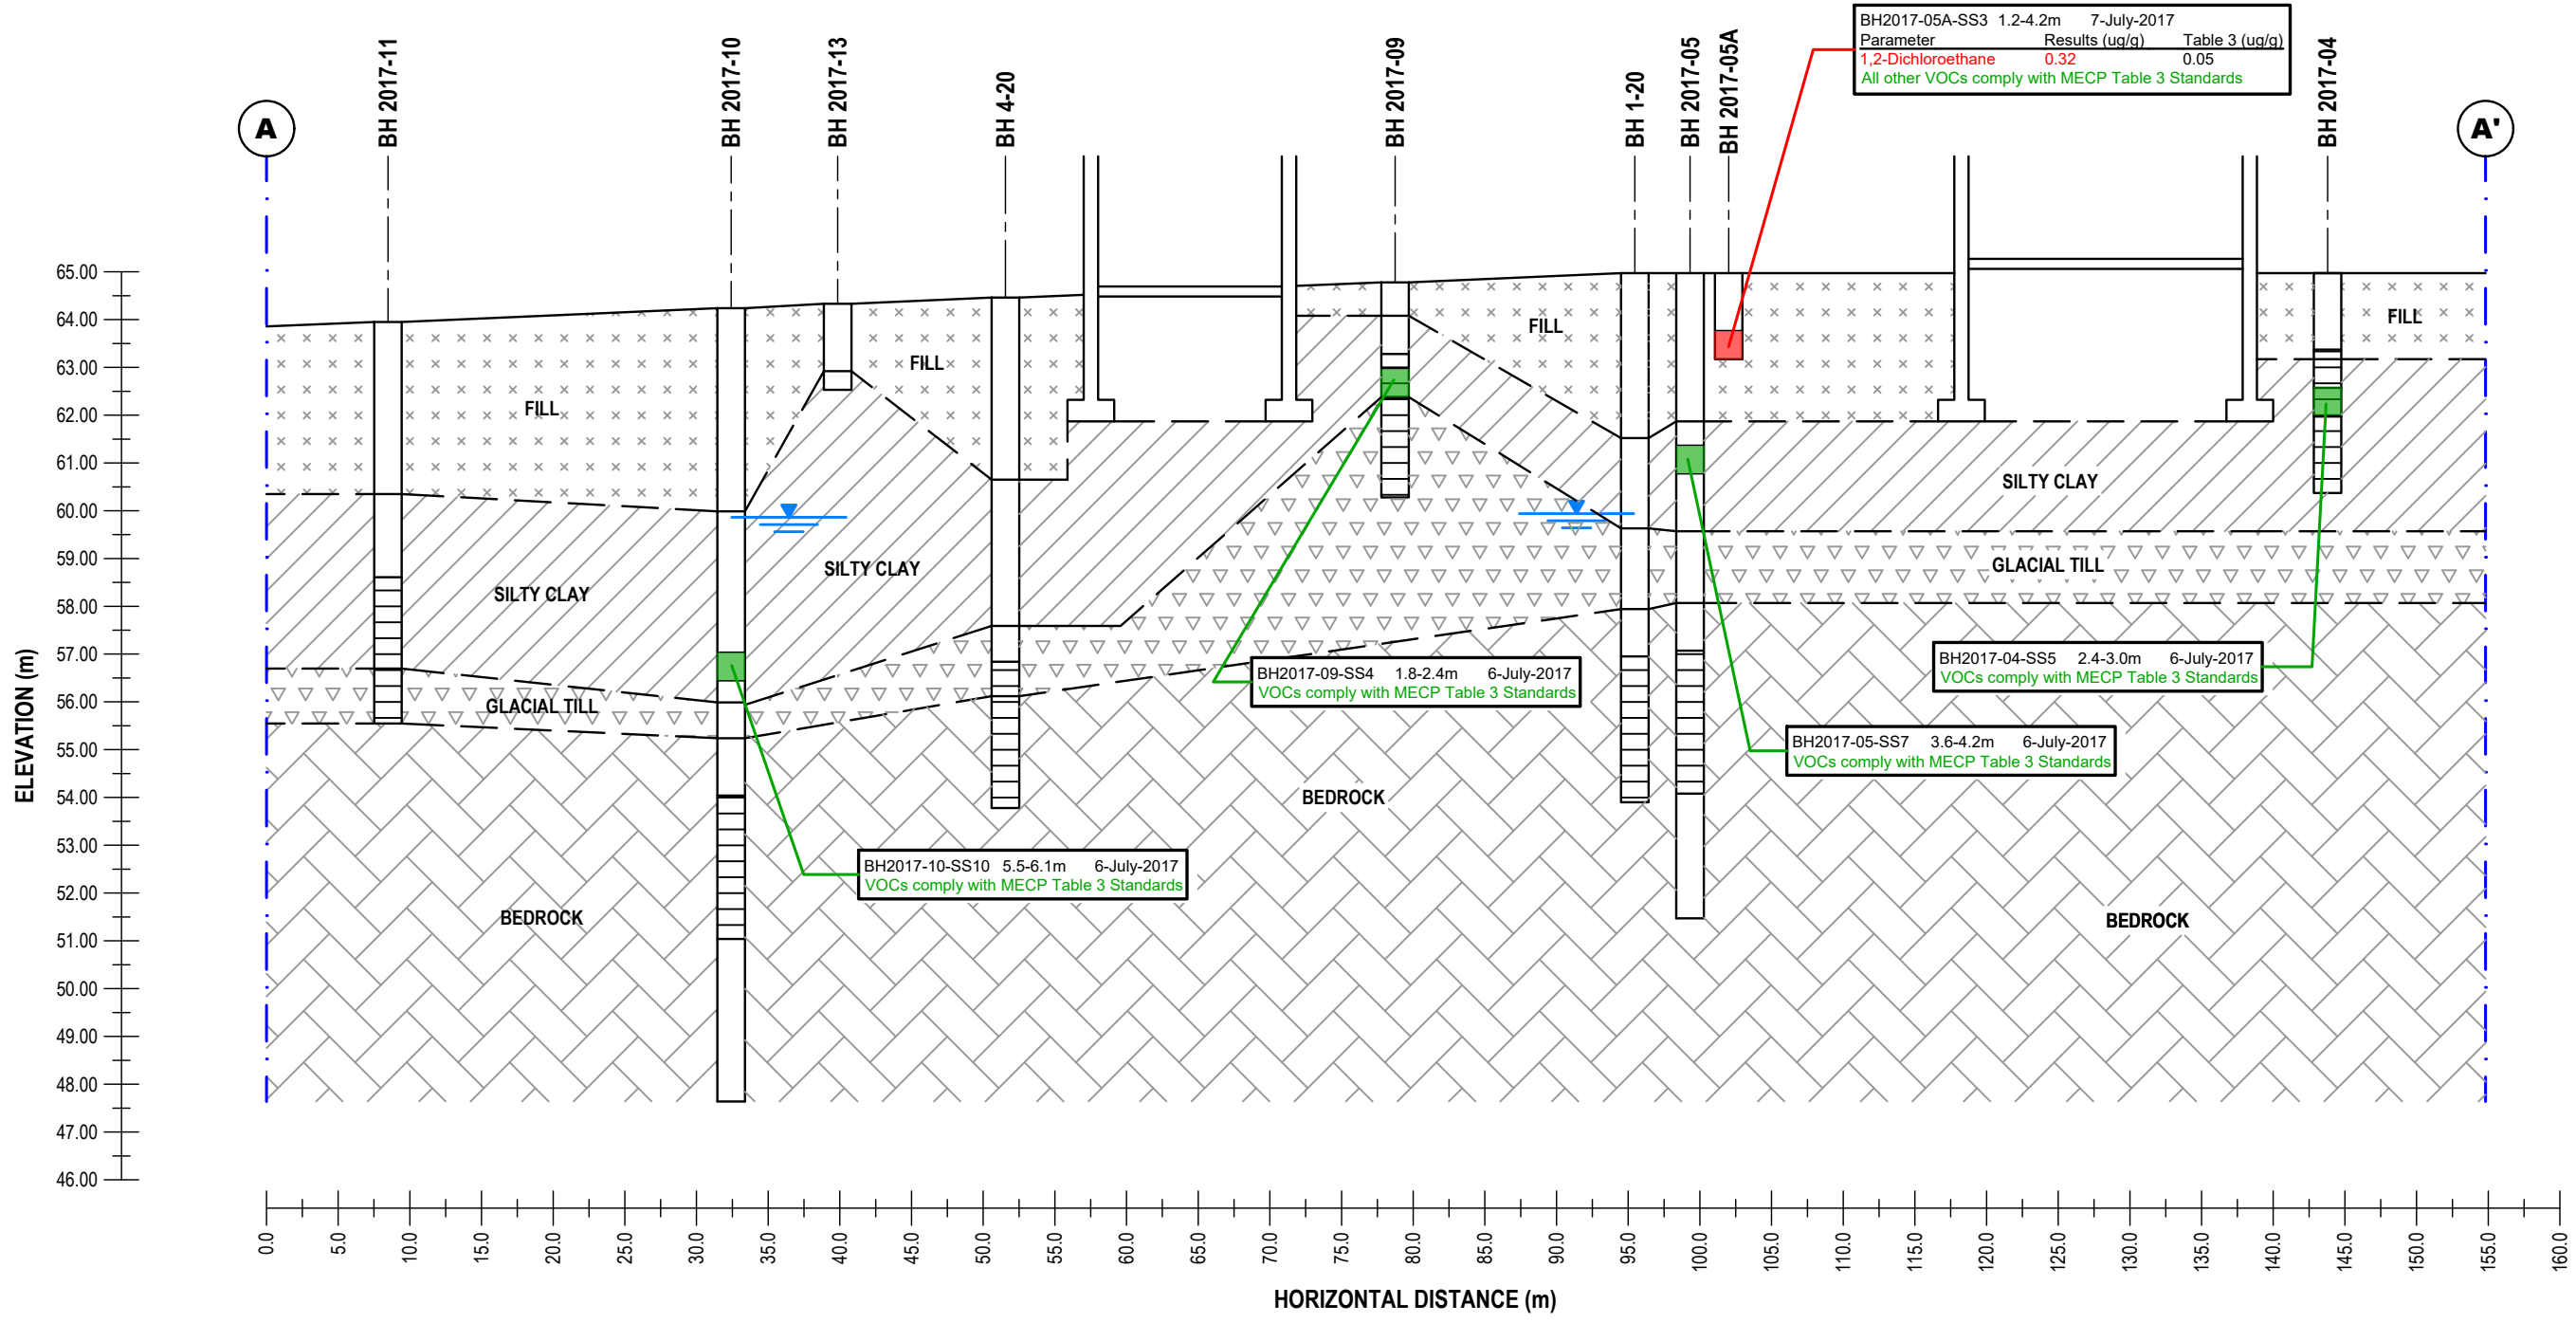 BH2017-05A-SS3 1.2-4.2m 7-July-2017
Parameter Results (ug/g) Table 3 (ug/g)
1,2-Dichloroethane 0.32 0.05
All other VOCs comply with MECP Table 3 Standards
A
BH 2017-11
BH 2017-10
BH 2017-13
BH 4-20
BH 2017-09
BH 1-20
BH 2017-05
BH 2017-05A
BH 2017-04
A'
ELEVATION (m)
65.00
64.00
63.00
62.00
61.00
60.00
59.00
58.00
57.00
56.00
55.00
54.00
53.00
52.00
51.00
50.00
49.00
48.00
47.00
46.00
FILL
FILL
FILL
FILL
SILTY CLAY
SILTY CLAY
SILTY CLAY
GLACIAL TILL
GLACIAL TILL
BEDROCK
BEDROCK
BEDROCK
BH2017-09-SS4 1.8-2.4m 6-July-2017
VOCs comply with MECP Table 3 Standards
BH2017-04-SS5 2.4-3.0m 6-July-2017
VOCs comply with MECP Table 3 Standards
BH2017-05-SS7 3.6-4.2m 6-July-2017
VOCs comply with MECP Table 3 Standards
BH2017-10-SS10 5.5-6.1m 6-July-2017
VOCs comply with MECP Table 3 Standards
0.0 5.0 10.0 15.0 20.0 25.0 30.0 35.0 40.0 45.0 50.0 55.0 60.0 65.0 70.0 75.0 80.0 85.0 90.0 95.0 100.0 105.0 110.0 115.0 120.0 125.0 130.0 135.0 140.0 145.0 150.0 155.0 160.0
HORIZONTAL DISTANCE (m)